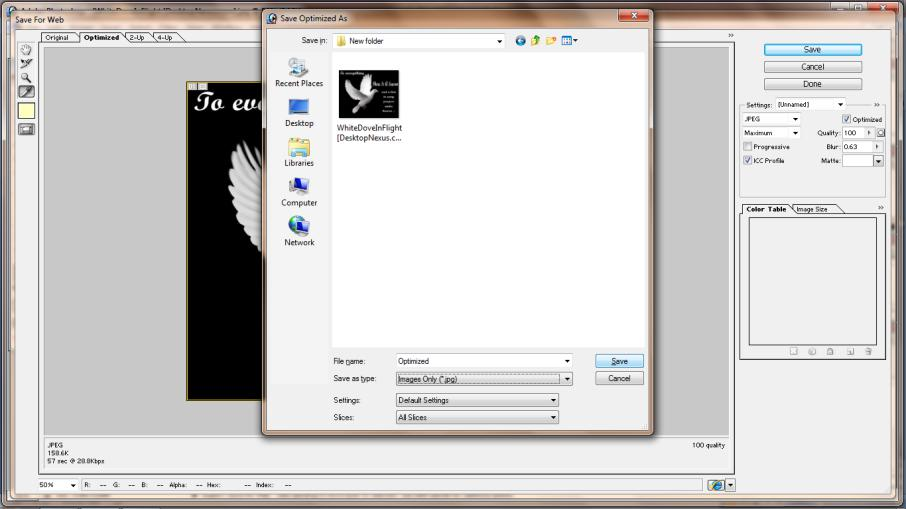 Save For Web
Original Optimized 2-Up 4-Up
To
Save Optimized As
Save in: New folder
Recent Places
Desktop
Libraries
Computer
Network
WhiteDoveInFlight
[DesktopNexus.c...
File name: Optimized
Save as type: Images Only (*.jpg)
Settings: Default Settings
Slices: All Slices
Save
Cancel
Save
Cancel
Done
Settings: [Unnamed]
JPEG Optimized
Maximum Quality: 100
Progressive Blur: 0.63
ICC Profile Matte:
Color Table Image Size
JPEG
158.6K
57 sec @ 28.8Kbps
100 quality
50% R: -- G: -- B: -- Alpha: -- Hex: -- Index: --